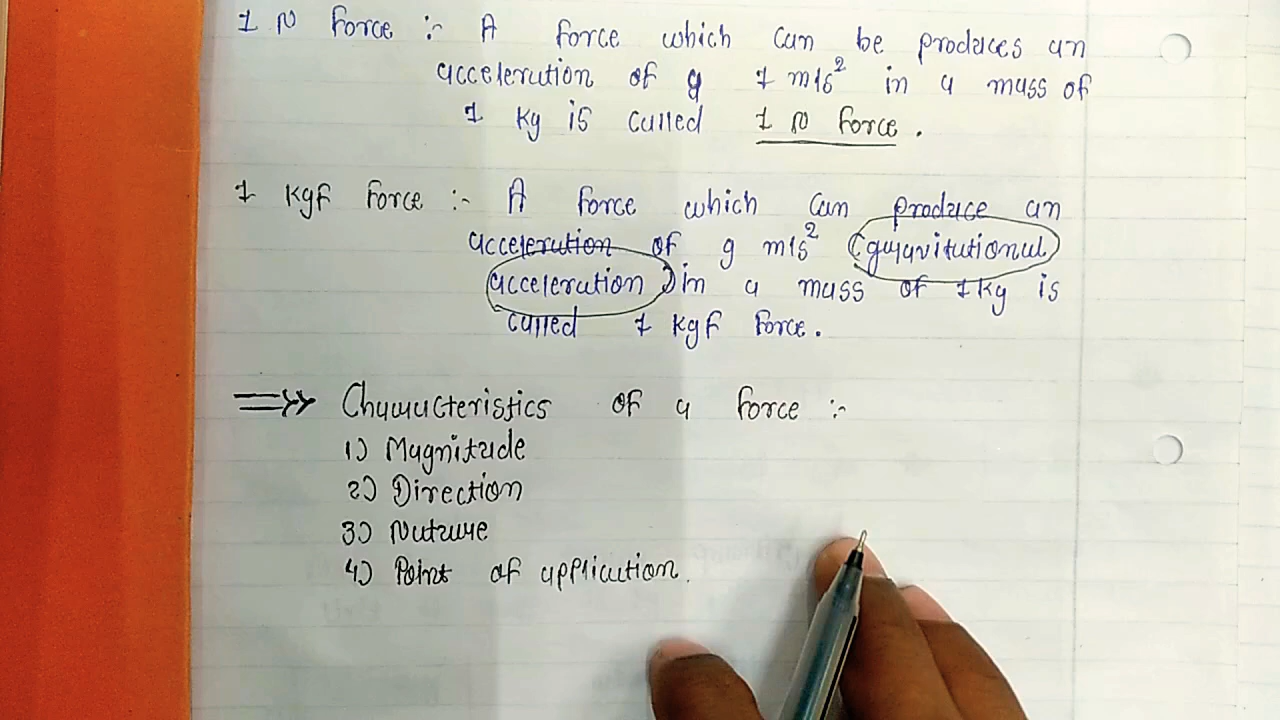 1 N Force :- A force which can be produces an
acceleration of g 1 m/s² in a mass of
1 kg is called 1 N Force.
1 Kgf Force :- A force which can produce an
acceleration of g m/s² (gravitational
acceleration) in a mass of 1 kg is
called 1 kgf Force.
⇒>> Characteristics of a force :-
1) Magnitude
2) Direction
3) Nature
4) Point of application.